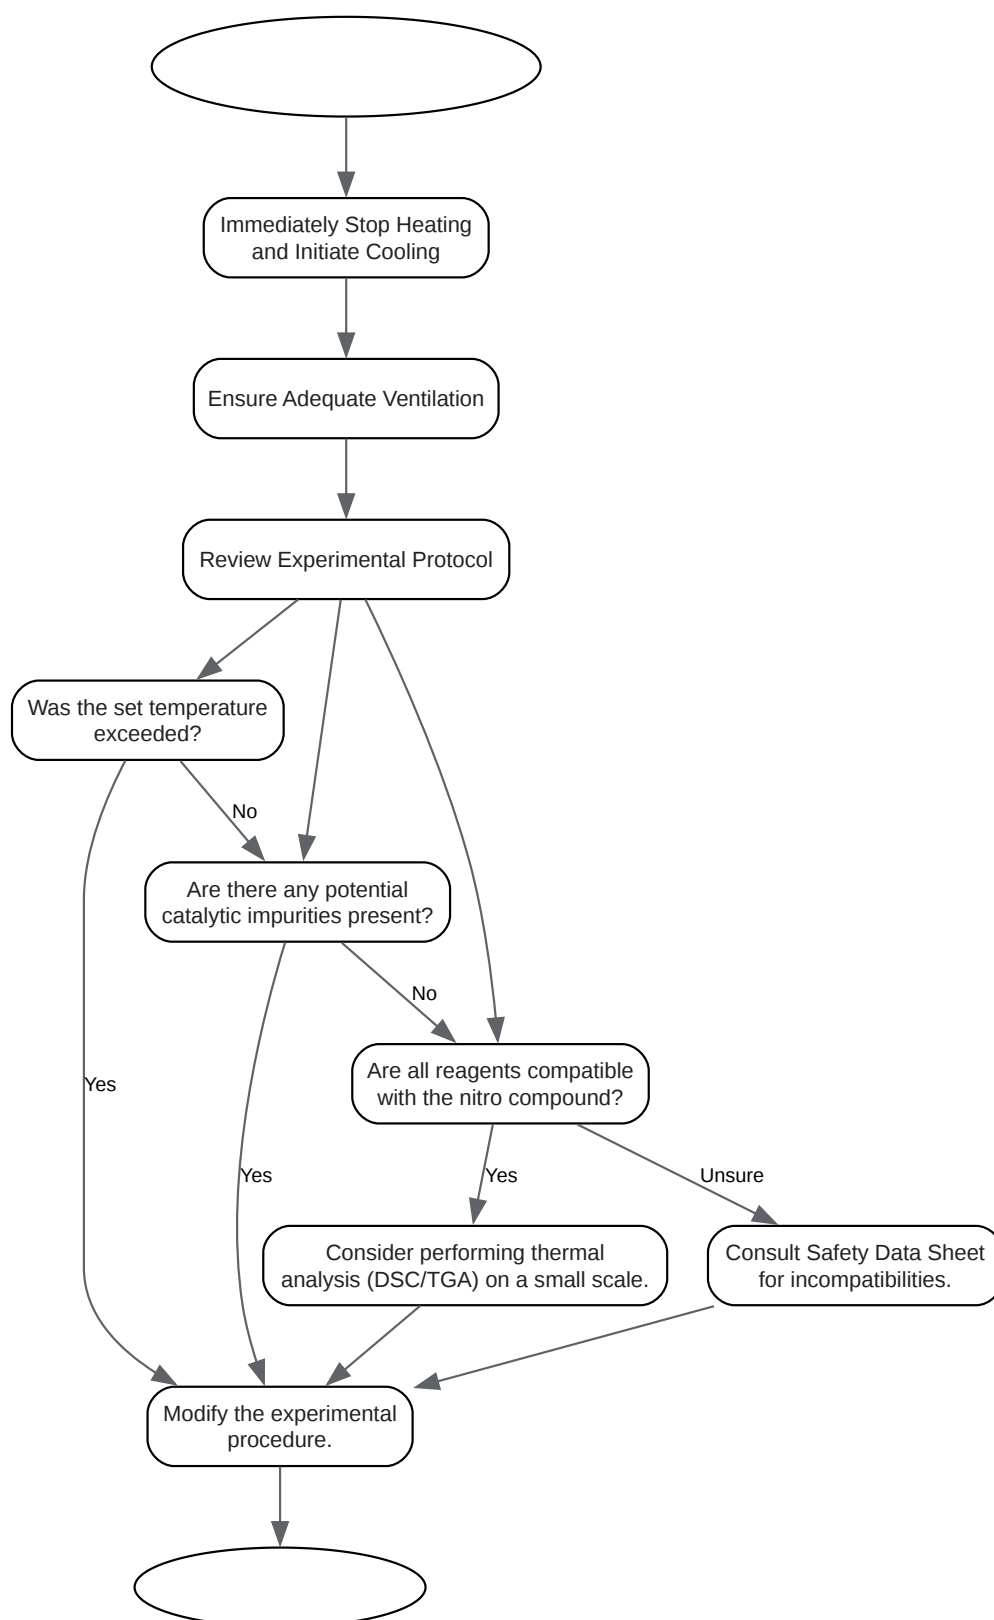 Immediately Stop Heating
and Initiate Cooling
Ensure Adequate Ventilation
Review Experimental Protocol
Was the set temperature
exceeded?
No
Are there any potential
catalytic impurities present?
No
Are all reagents compatible
with the nitro compound?
Yes
Yes
Yes
Unsure
Consider performing thermal
analysis (DSC/TGA) on a small scale.
Consult Safety Data Sheet
for incompatibilities.
Modify the experimental
procedure.